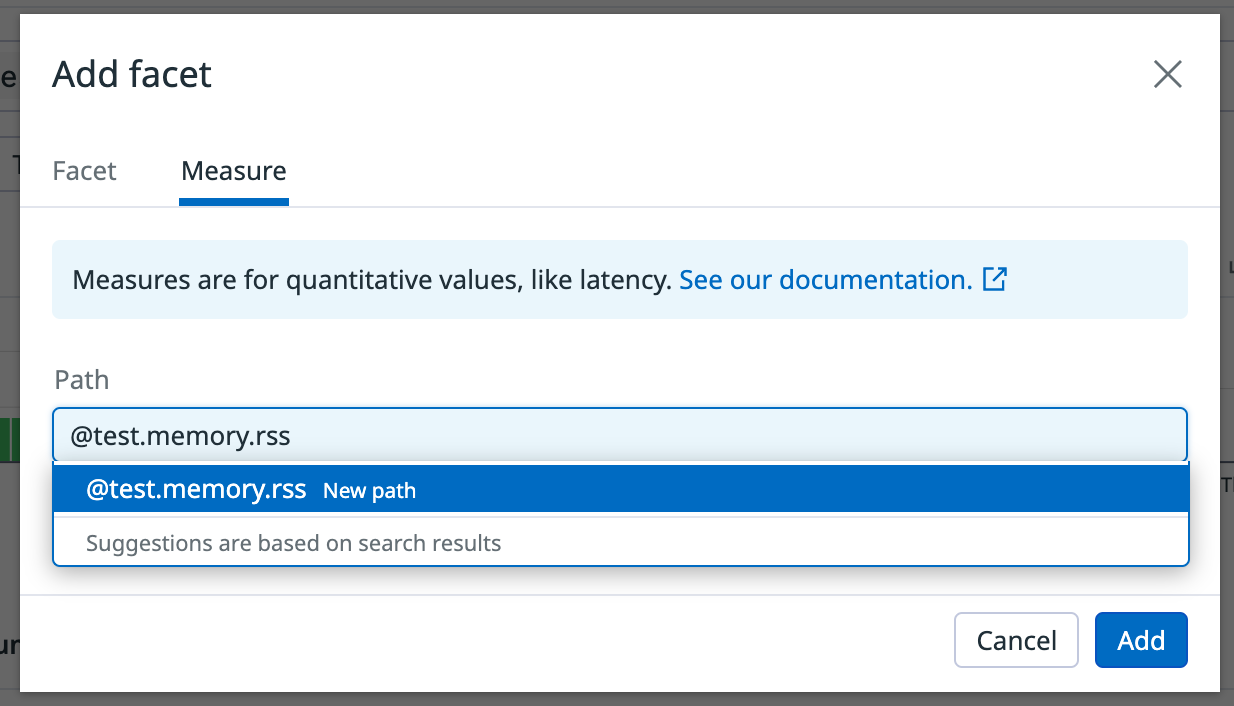 Add facet
Facet Measure
Measures are for quantitative values, like latency. See our documentation.
Path
@test.memory.rss
@test.memory.rss New path
Suggestions are based on search results
Cancel Add